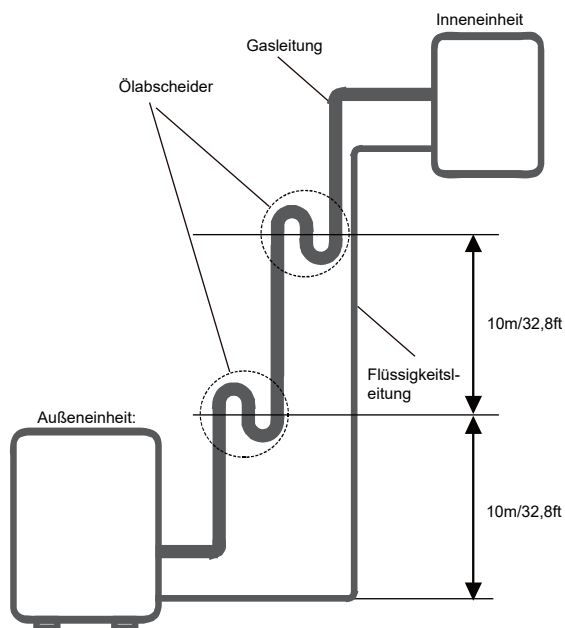 Inneneinheit
Gasleitung
Ölabscheider
10m/32,8ft
Flüssigkeitsl-
eitung
Außeneinheit:
10m/32,8ft